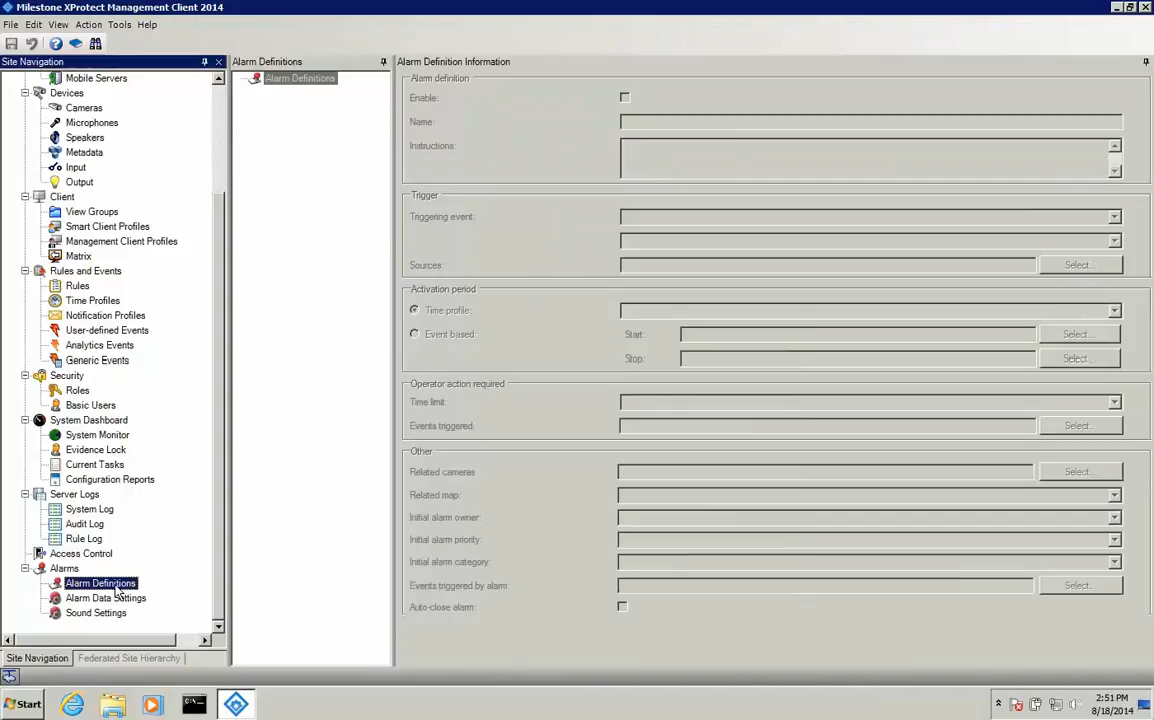 Milestone XProtect Management Client 2014
File Edit View Action Tools Help
Site Navigation
Mobile Servers
Devices
Cameras
Microphones
Speakers
Metadata
Input
Output
Client
View Groups
Smart Client Profiles
Management Client Profiles
Matrix
Rules and Events
Rules
Time Profiles
Notification Profiles
User-defined Events
Analytics Events
Generic Events
Security
Roles
Basic Users
System Dashboard
System Monitor
Evidence Lock
Current Tasks
Configuration Reports
Server Logs
System Log
Audit Log
Rule Log
Access Control
Alarms
Alarm Definitions
Alarm Data Settings
Sound Settings
Site Navigation Federated Site Hierarchy
Alarm Definitions
Alarm Definitions
Alarm Definition Information
Alarm definition
Enable:
Name:
Instructions:
Trigger
Triggering event:
Sources: Select...
Activation period
Time profile:
Event based: Start: Select...
Stop: Select...
Operator action required
Time limit:
Events triggered: Select...
Other
Related cameras Select...
Related map:
Initial alarm owner:
Initial alarm priority:
Initial alarm category:
Events triggered by alarm: Select...
Auto-close alarm:
Start
2:51 PM
8/18/2014